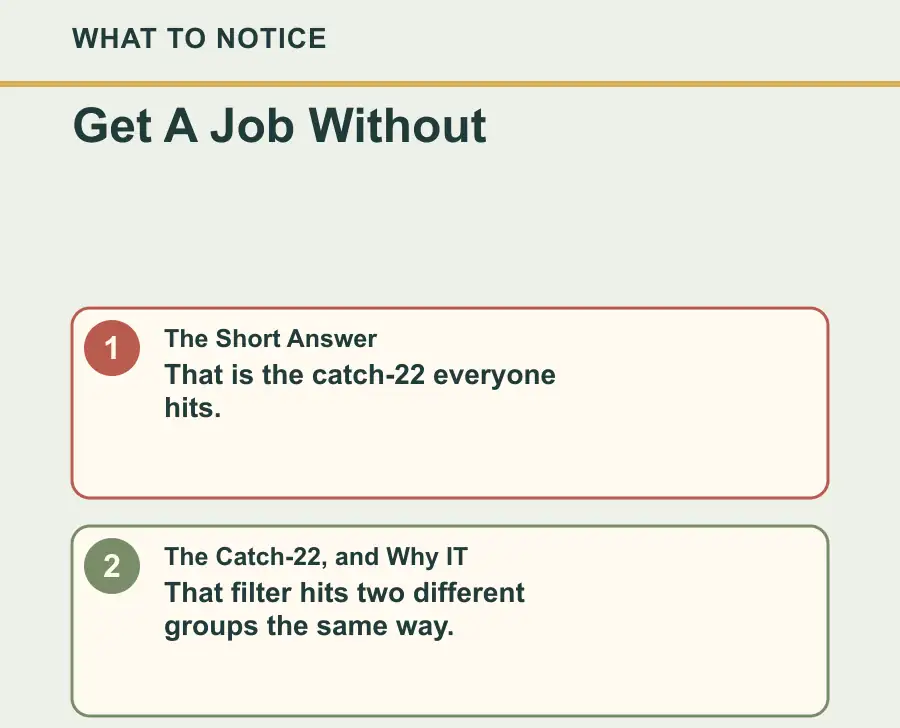 WHAT TO NOTICE
Get A Job Without
1
The Short Answer
That is the catch-22 everyone
hits.
2
The Catch-22, and Why IT
That filter hits two different
groups the same way.